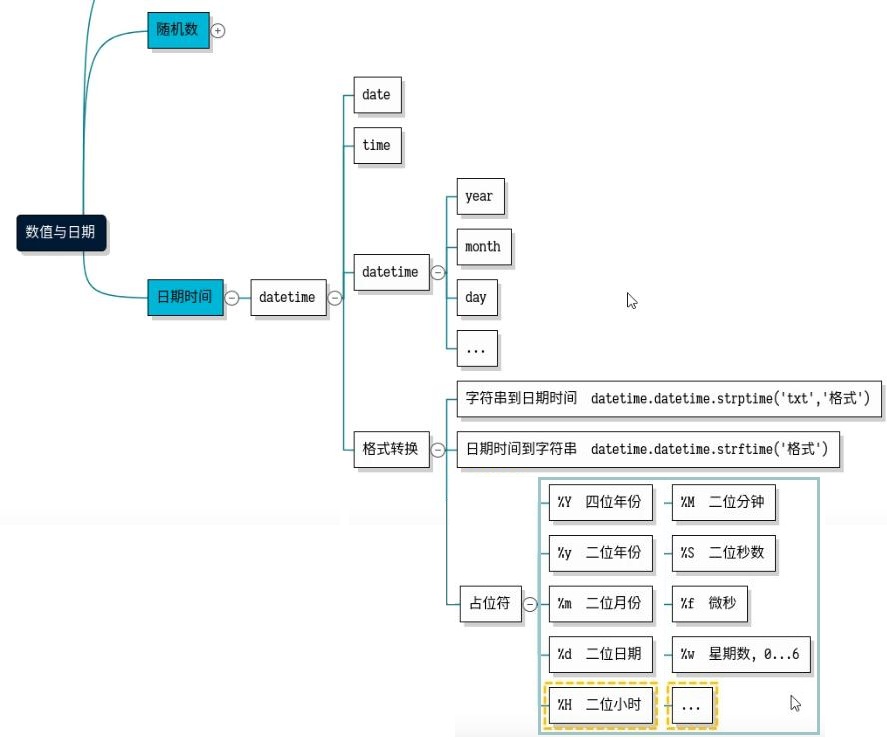 随机数
date
time
year
数值与日期
month
datetime
日期时间
datetime
day
...
字符串到日期时间 datetime.datetime.strptime('txt','格式')
格式转换
日期时间到字符串 datetime.datetime.strftime('格式')
%Y 四位年份
%M 二位分钟
%y 二位年份
%S 二位秒数
占位符
%m 二位月份
%f 微秒
%d 二位日期
%w 星期数, 0...6
%H 二位小时
...